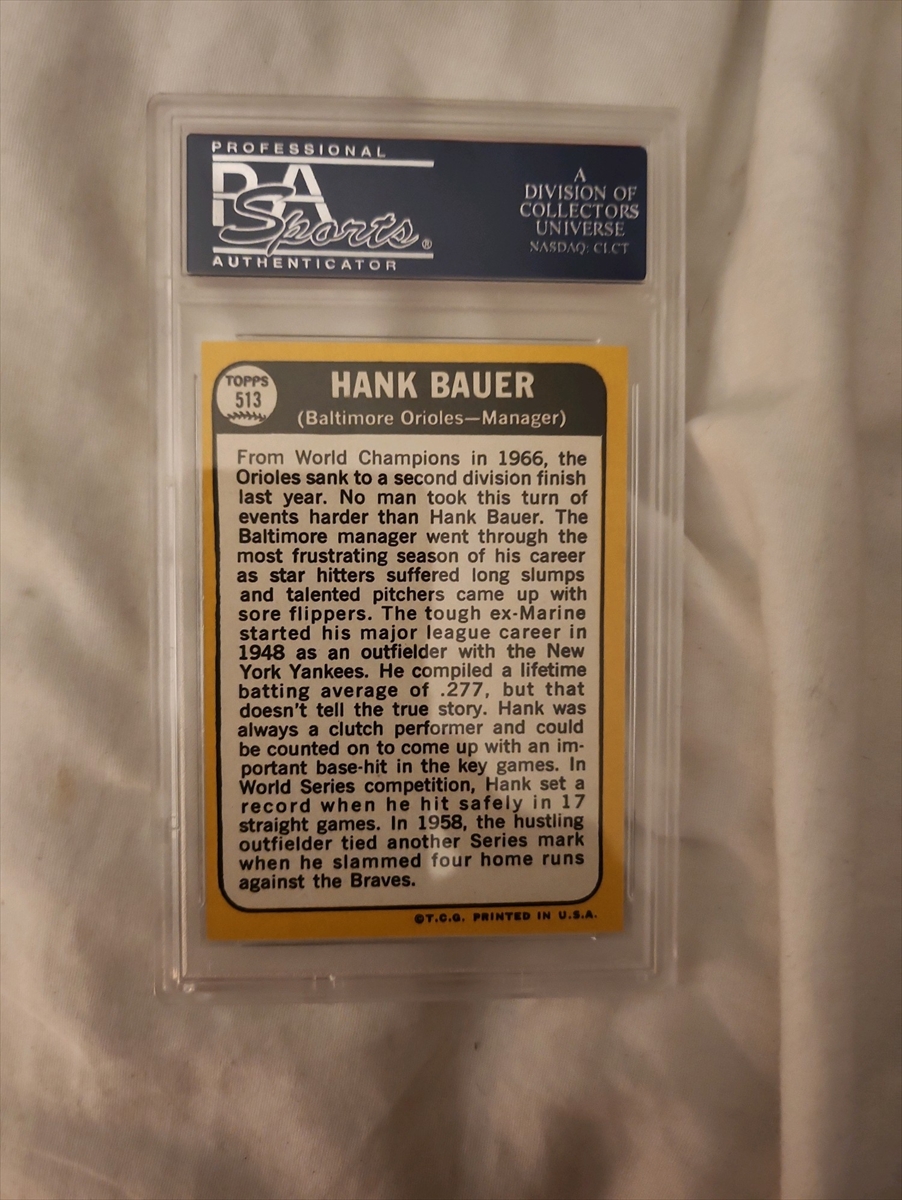 PROFESSIONAL
PSA
Sports®
AUTHENTICATOR
A
DIVISION OF
COLLECTORS
UNIVERSE
NASDAQ: CLCT
TOPPS
513
HANK BAUER
(Baltimore Orioles—Manager)
From World Champions in 1966, the
Orioles sank to a second division finish
last year. No man took this turn of
events harder than Hank Bauer. The
Baltimore manager went through the
most frustrating season of his career
as star hitters suffered long slumps
and talented pitchers came up with
sore flippers. The tough ex-Marine
started his major league career in
1948 as an outfielder with the New
York Yankees. He compiled a lifetime
batting average of .277, but that
doesn't tell the true story. Hank was
always a clutch performer and could
be counted on to come up with an im-
portant base-hit in the key games. In
World Series competition, Hank set a
record when he hit safely in 17
straight games. In 1958, the hustling
outfielder tied another Series mark
when he slammed four home runs
against the Braves.
©T.C.G. PRINTED IN U.S.A.